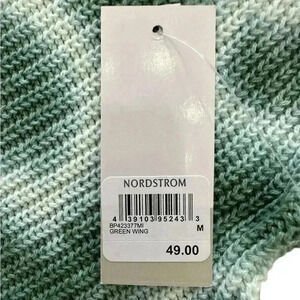 NORDSTROM
4 39103 95243 3
BP423377MI
GREEN WING
M
49.00